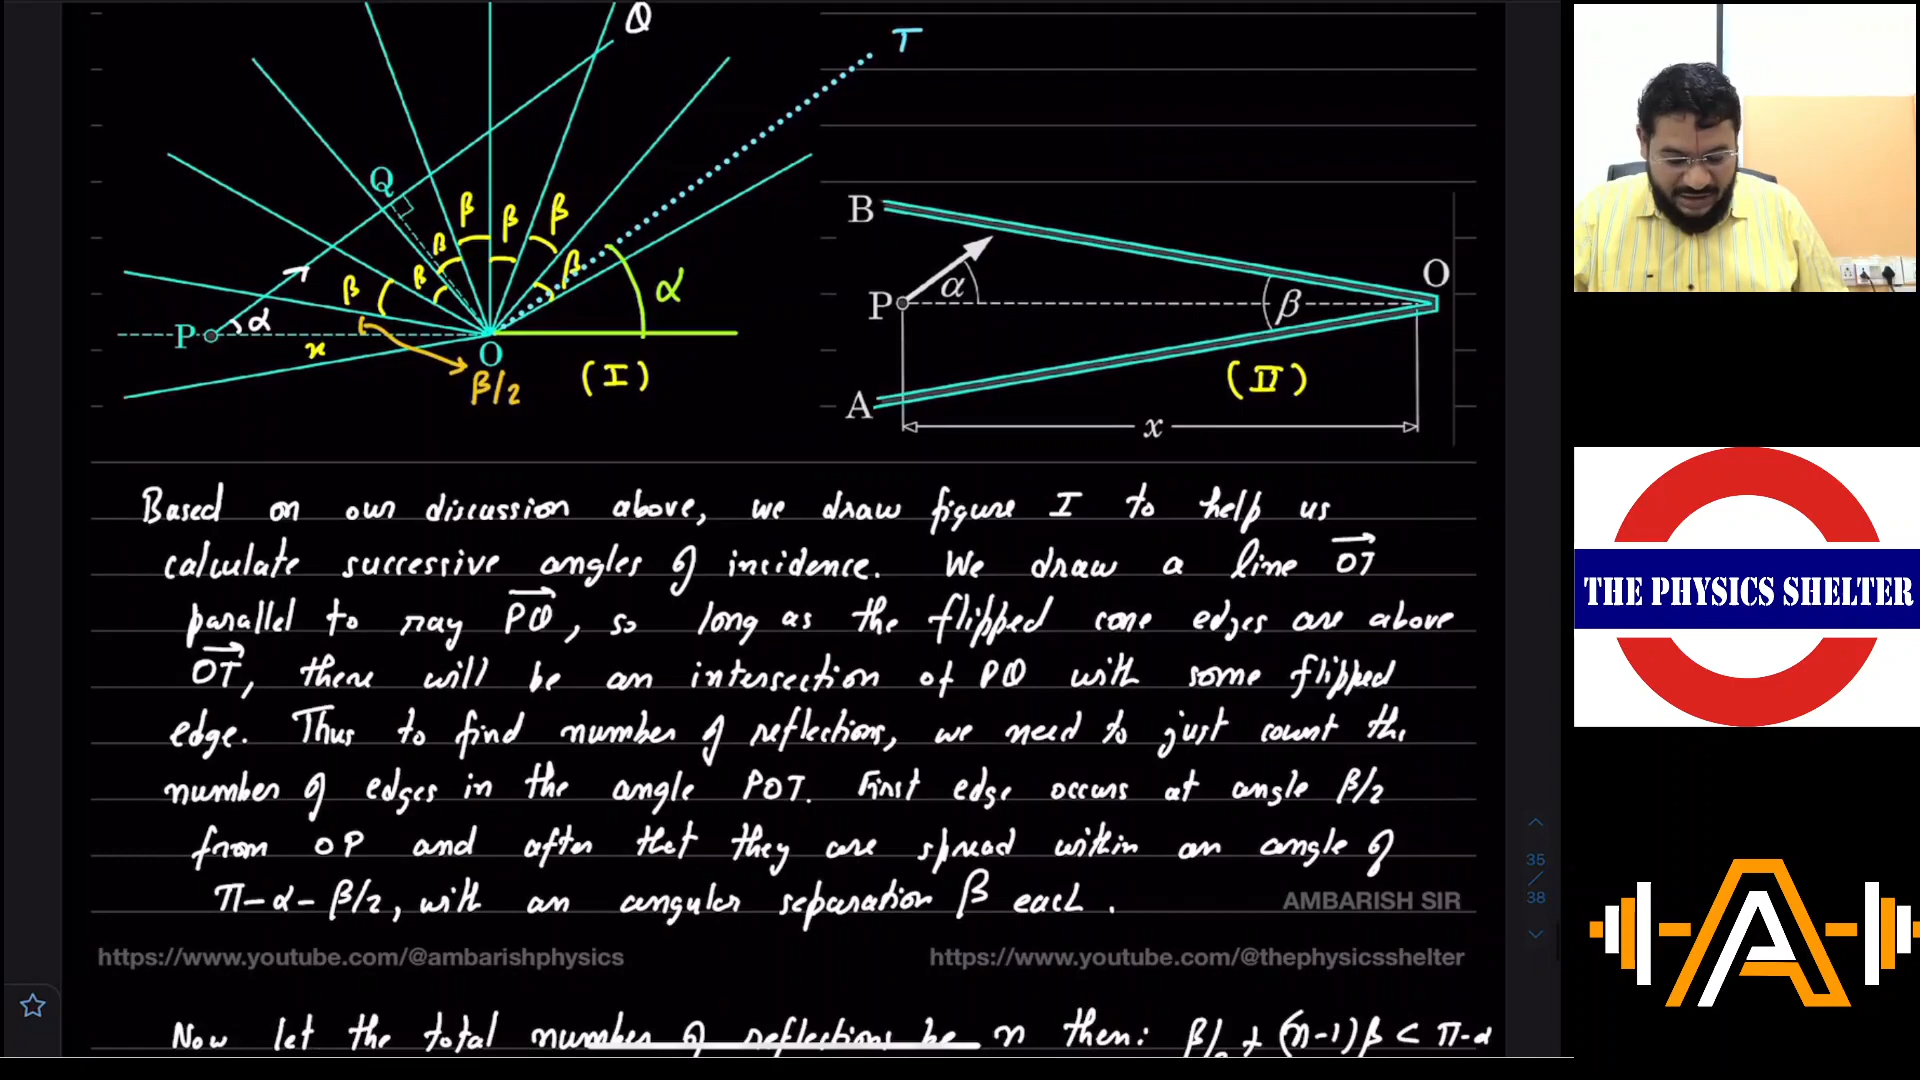 Q
T
Q
β
β
β
β
β
β
β
α
α
P
x
O
β/2
(I)
B
P
α
β
O
A
(II)
x
Based on our discussion above, we draw figure I to help us
calculate successive angles of incidence. We draw a line OT
parallel to ray PQ, so long as the flipped cone edges are above
OT, there will be an intersection of PQ with some flipped
edge. Thus to find number of reflections, we need to just count the
number of edges in the angle POT. First edge occurs at angle β/2
from OP and after that they are spread within an angle of
π-α-β/2, with an angular separation β each.
AMBARISH SIR
35
/
38
https://www.youtube.com/@ambarishphysics
https://www.youtube.com/@thephysicsshelter
Now let the total number of reflections be n then: β/2 + (n-1)β < π-α
THE PHYSICS SHELTER